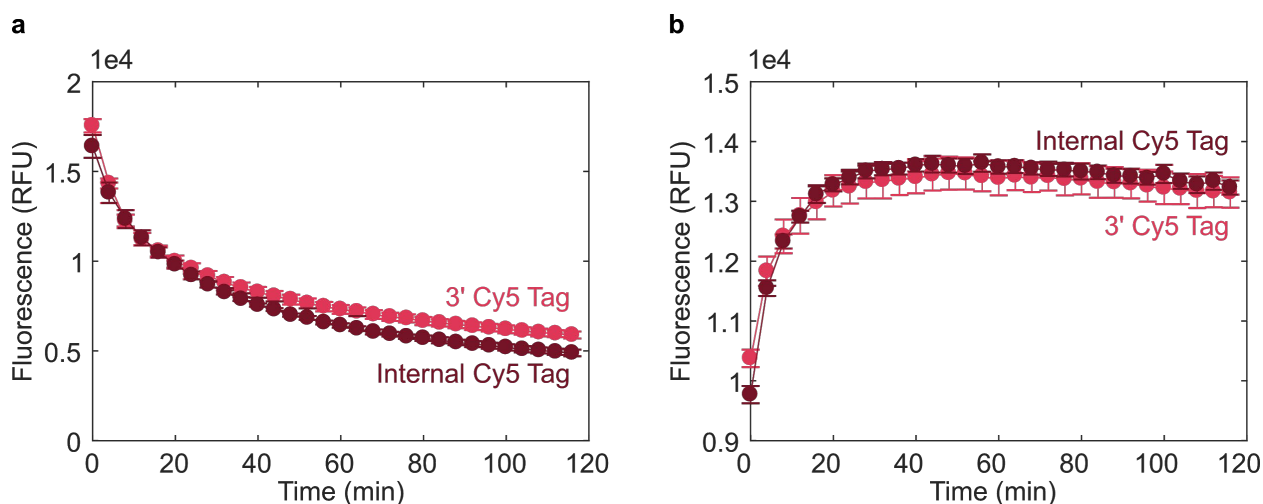 a
1e4
2
1.5
1
0.5
0
Fluorescence (RFU)
3' Cy5 Tag
Internal Cy5 Tag
0 20 40 60 80 100 120
Time (min)
b
1e4
1.5
1.4
1.3
1.2
1.1
1
0.9
Fluorescence (RFU)
Internal Cy5 Tag
3' Cy5 Tag
0 20 40 60 80 100 120
Time (min)